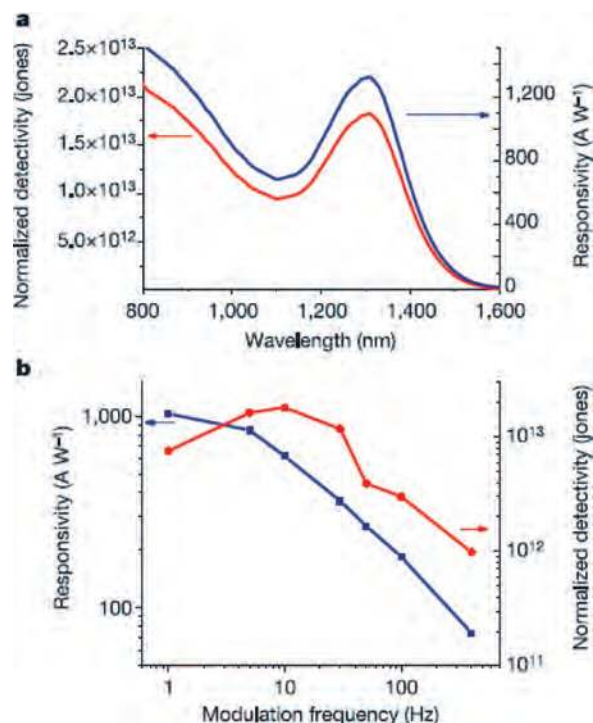 a
Normalized detectivity (jones)
2.5×10¹³
2.0×10¹³
1.5×10¹³
1.0×10¹³
5.0×10¹²
1,200
800
400
0
Responsivity (A W⁻¹)
800 1,000 1,200 1,400 1,600
Wavelength (nm)
b
Responsivity (A W⁻¹)
1,000
100
10¹³
10¹²
10¹¹
Normalized detectivity (jones)
1 10 100
Modulation frequency (Hz)